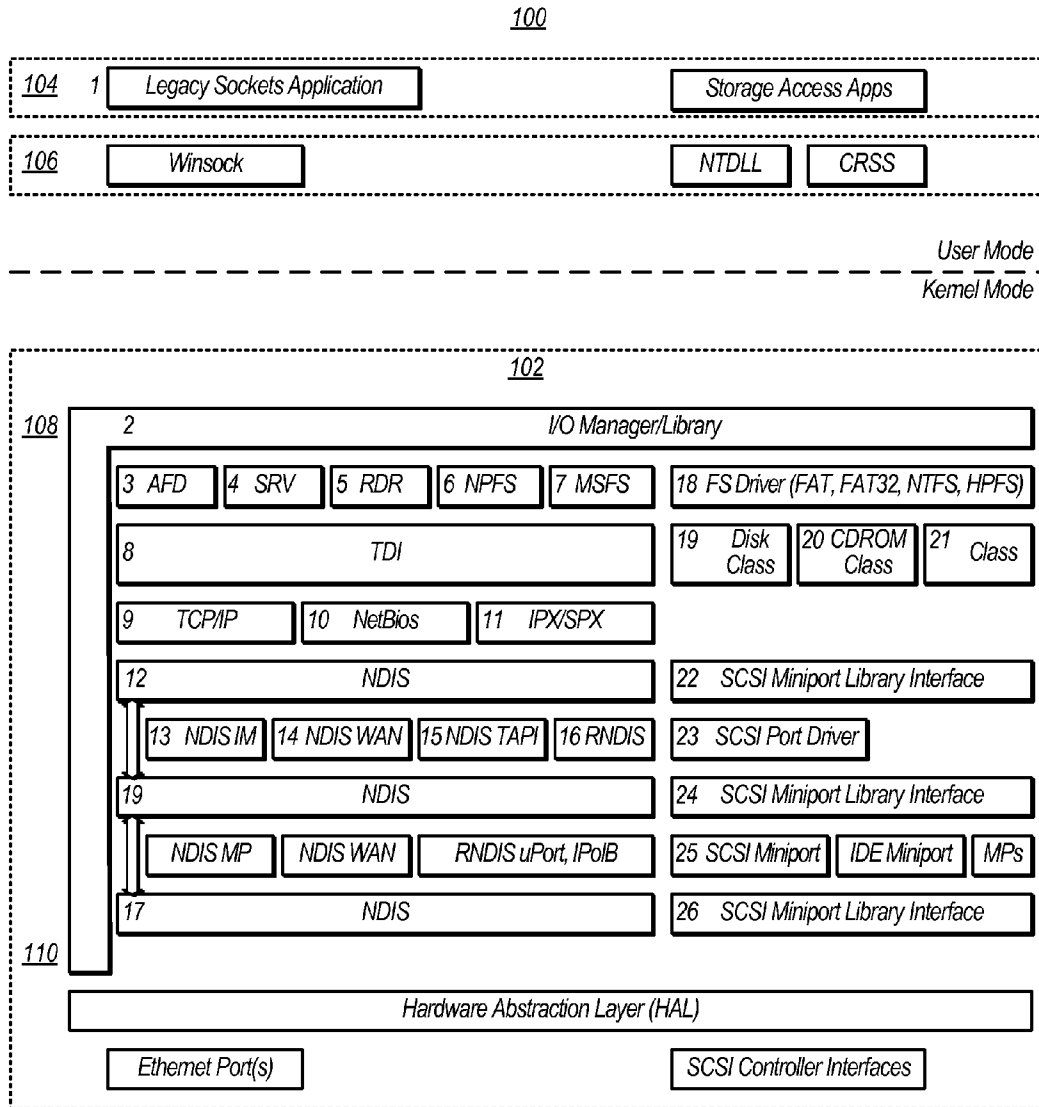 100
104 1 Legacy Sockets Application Storage Access Apps
106 Winsock NTDLL CRSS
User Mode
Kernel Mode
102
108 2 I/O Manager/Library
3 AFD 4 SRV 5 RDR 6 NPFS 7 MSFS 18 FS Driver (FAT, FAT32, NTFS, HPFS)
8 TDI 19 Disk Class 20 CDROM Class 21 Class
9 TCP/IP 10 NetBios 11 IPX/SPX
12 NDIS 22 SCSI Miniport Library Interface
13 NDIS IM 14 NDIS WAN 15 NDIS TAPI 16 RNDIS 23 SCSI Port Driver
19 NDIS 24 SCSI Miniport Library Interface
NDIS MP NDIS WAN RNDIS uPort, IPoIB 25 SCSI Miniport IDE Miniport MPs
17 NDIS 26 SCSI Miniport Library Interface
110
Hardware Abstraction Layer (HAL)
Ethernet Port(s) SCSI Controller Interfaces